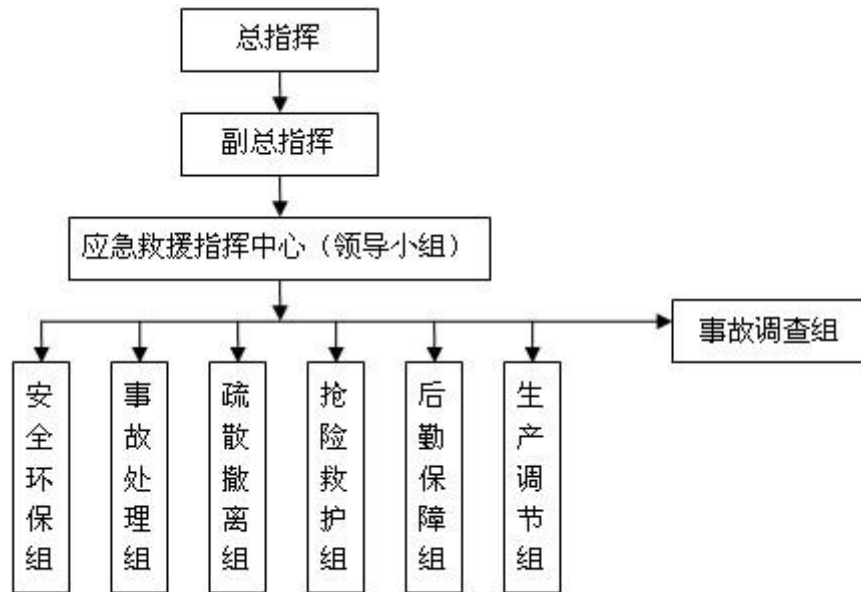 总指挥
副总指挥
应急救援指挥中心（领导小组）
事故调查组
安全环保组
事故处理组
疏散撤离组
抢险救护组
后勤保障组
生产调节组